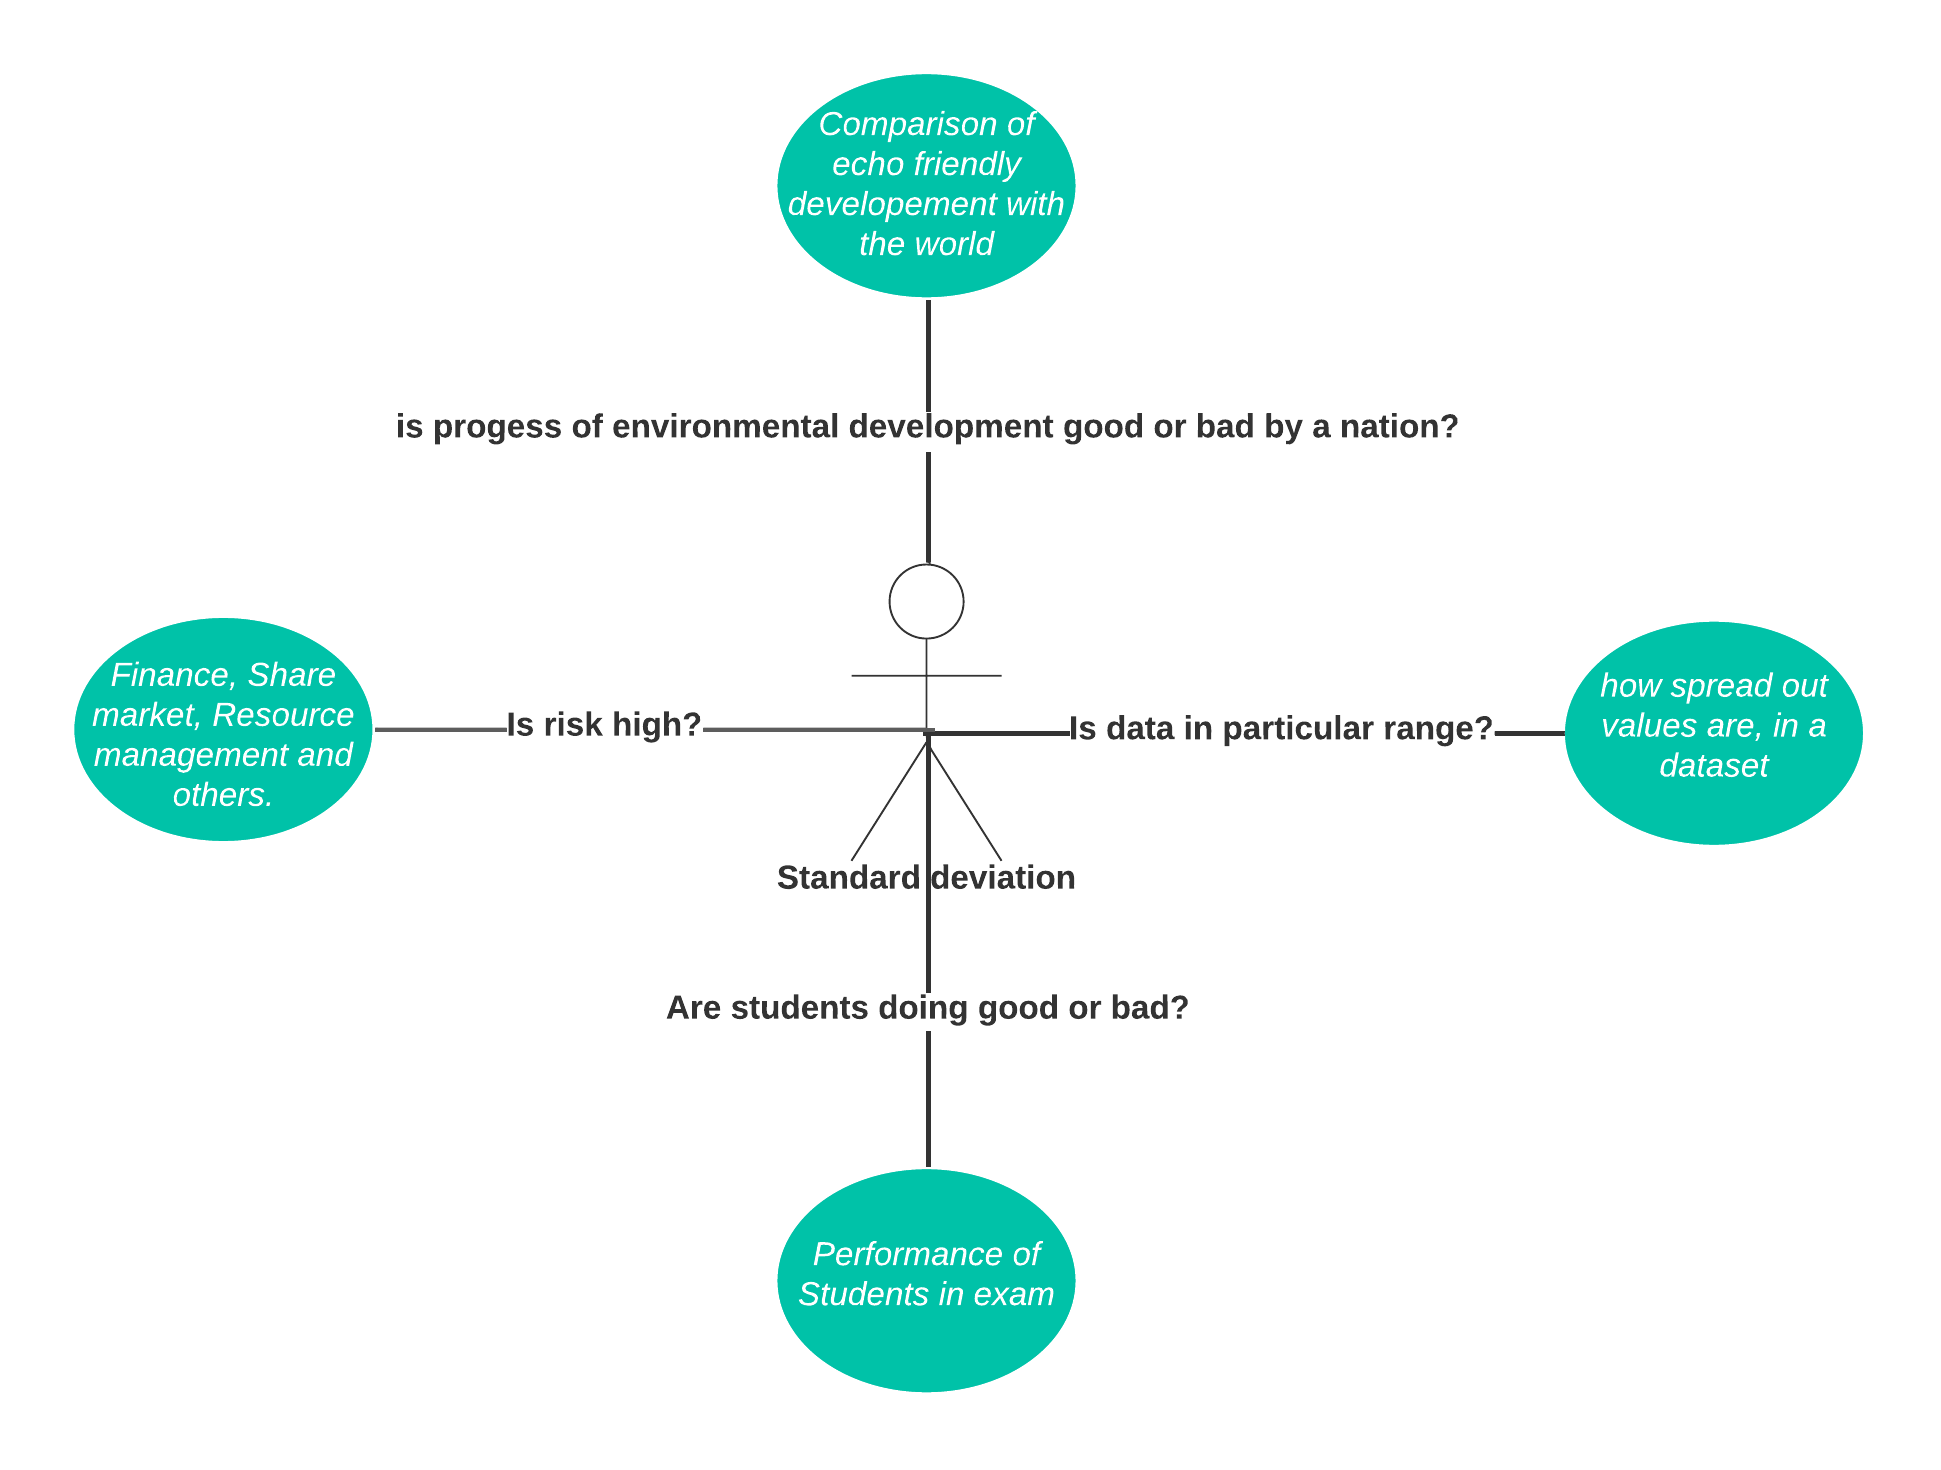 Comparison of
echo friendly
developement with
the world
is progess of environmental development good or bad by a nation?
Finance, Share
market, Resource
management and
others.
Is risk high?
Is data in particular range?
how spread out
values are, in a
dataset
Standard deviation
Are students doing good or bad?
Performance of
Students in exam